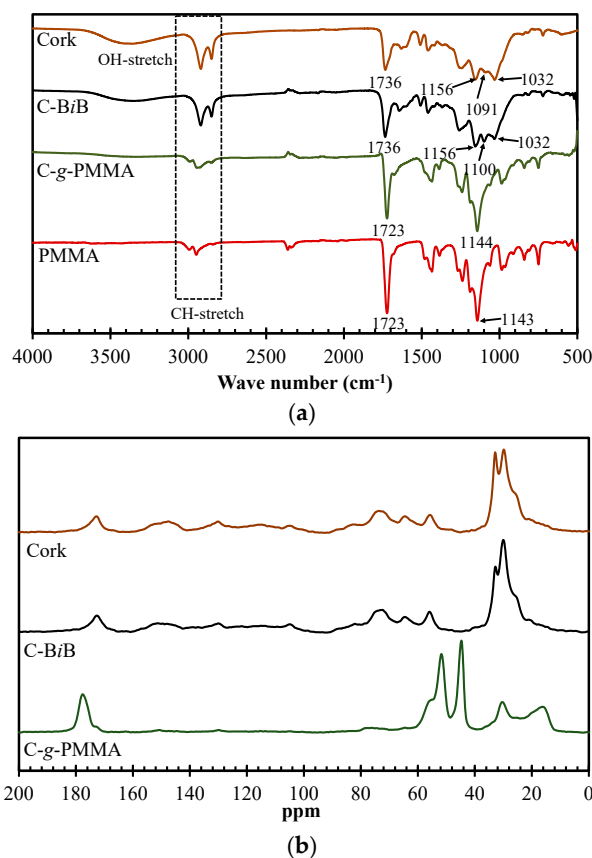 Cork
OH-stretch
1736
1156
1091
1032
C-BiB
1736
1156
1100
1032
C-g-PMMA
1723
1144
PMMA
CH-stretch
1723
1143
4000 3500 3000 2500 2000 1500 1000 500
Wave number (cm⁻¹)
(a)
Cork
C-BiB
C-g-PMMA
200 180 160 140 120 100 80 60 40 20 0
ppm
(b)